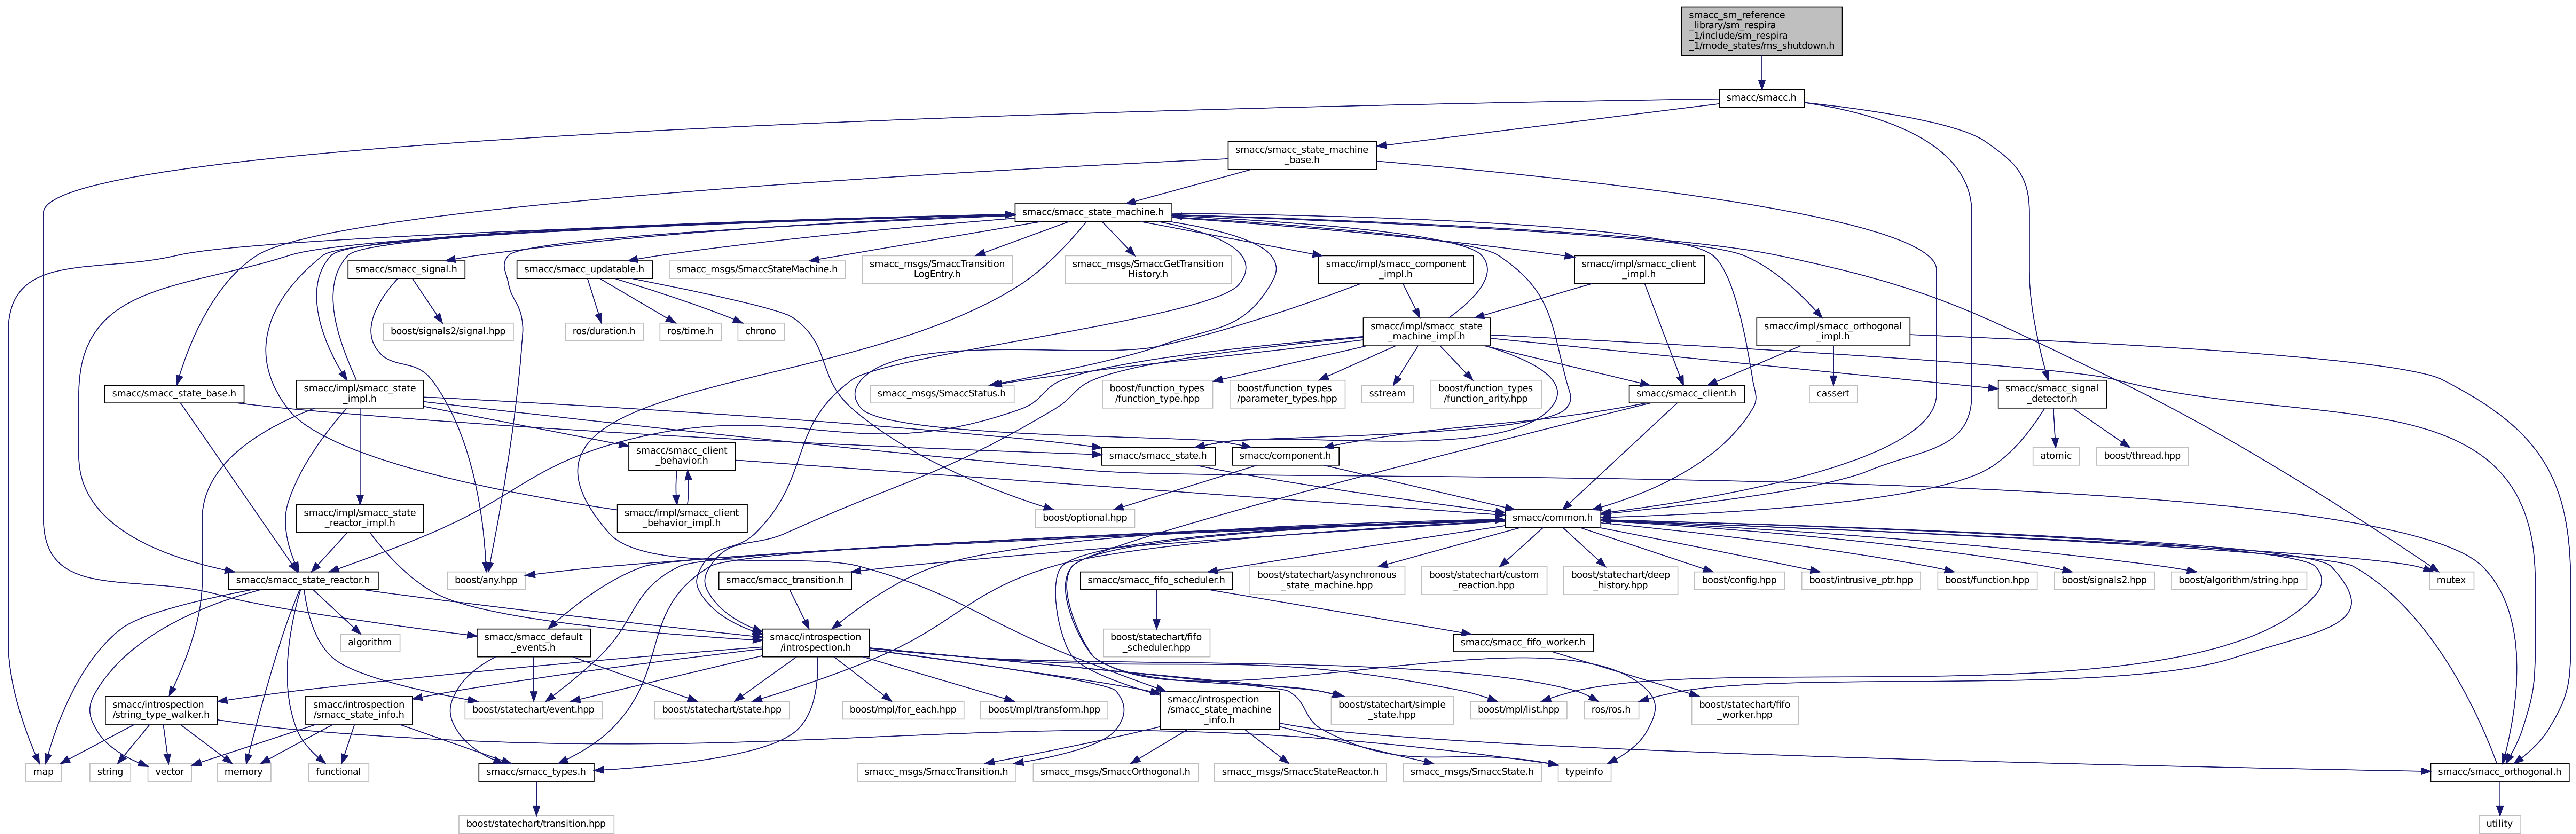 smacc_sm_reference
_library/sm_respira
_1/include/sm_respira
_1/mode_states/ms_shutdown.h
smacc/smacc.h
smacc/smacc_state_machine
_base.h
smacc/smacc_state_machine.h
smacc/smacc_signal.h
smacc/smacc_updatable.h
smacc_msgs/SmaccStateMachine.h
smacc_msgs/SmaccTransition
LogEntry.h
smacc_msgs/SmaccGetTransition
History.h
smacc/impl/smacc_component
_impl.h
smacc/impl/smacc_client
_impl.h
boost/signals2/signal.hpp
ros/duration.h
ros/time.h
chrono
smacc/impl/smacc_state
_machine_impl.h
smacc/impl/smacc_orthogonal
_impl.h
smacc/smacc_state_base.h
smacc/impl/smacc_state
_impl.h
smacc_msgs/SmaccStatus.h
boost/function_types
/function_type.hpp
boost/function_types
/parameter_types.hpp
sstream
boost/function_types
/function_arity.hpp
smacc/smacc_client.h
cassert
smacc/smacc_signal
_detector.h
smacc/smacc_client
_behavior.h
smacc/smacc_state.h
smacc/component.h
atomic
boost/thread.hpp
smacc/impl/smacc_state
_reactor_impl.h
smacc/impl/smacc_client
_behavior_impl.h
boost/optional.hpp
smacc/common.h
smacc/smacc_state_reactor.h
boost/any.hpp
smacc/smacc_transition.h
smacc/smacc_fifo_scheduler.h
boost/statechart/asynchronous
_state_machine.hpp
boost/statechart/custom
_reaction.hpp
boost/statechart/deep
_history.hpp
boost/config.hpp
boost/intrusive_ptr.hpp
boost/function.hpp
boost/signals2.hpp
boost/algorithm/string.hpp
mutex
algorithm
smacc/smacc_default
_events.h
smacc/introspection
/introspection.h
boost/statechart/fifo
_scheduler.hpp
smacc/smacc_fifo_worker.h
smacc/introspection
/string_type_walker.h
smacc/introspection
/smacc_state_info.h
boost/statechart/event.hpp
boost/statechart/state.hpp
boost/mpl/for_each.hpp
boost/mpl/transform.hpp
smacc/introspection
/smacc_state_machine
_info.h
boost/statechart/simple
_state.hpp
boost/mpl/list.hpp
ros/ros.h
boost/statechart/fifo
_worker.hpp
map
string
vector
memory
functional
smacc/smacc_types.h
smacc_msgs/SmaccTransition.h
smacc_msgs/SmaccOrthogonal.h
smacc_msgs/SmaccStateReactor.h
smacc_msgs/SmaccState.h
typeinfo
smacc/smacc_orthogonal.h
boost/statechart/transition.hpp
utility